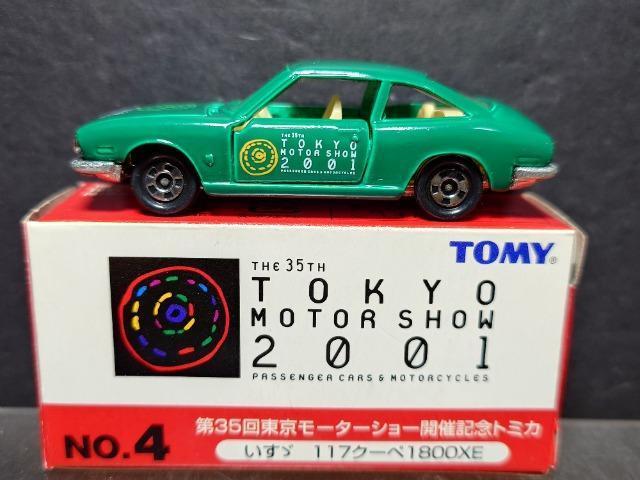 THE 35TH
TOKYO
MOTOR SHOW
2001
PASSENGER CARS & MOTORCYCLES
TOMY®
THE 35TH
TOKYO
MOTOR SHOW
2001
PASSENGER CARS & MOTORCYCLES
NO.4
第35回東京モーターショー開催記念トミカ
いすゞ 117クーペ1800XE